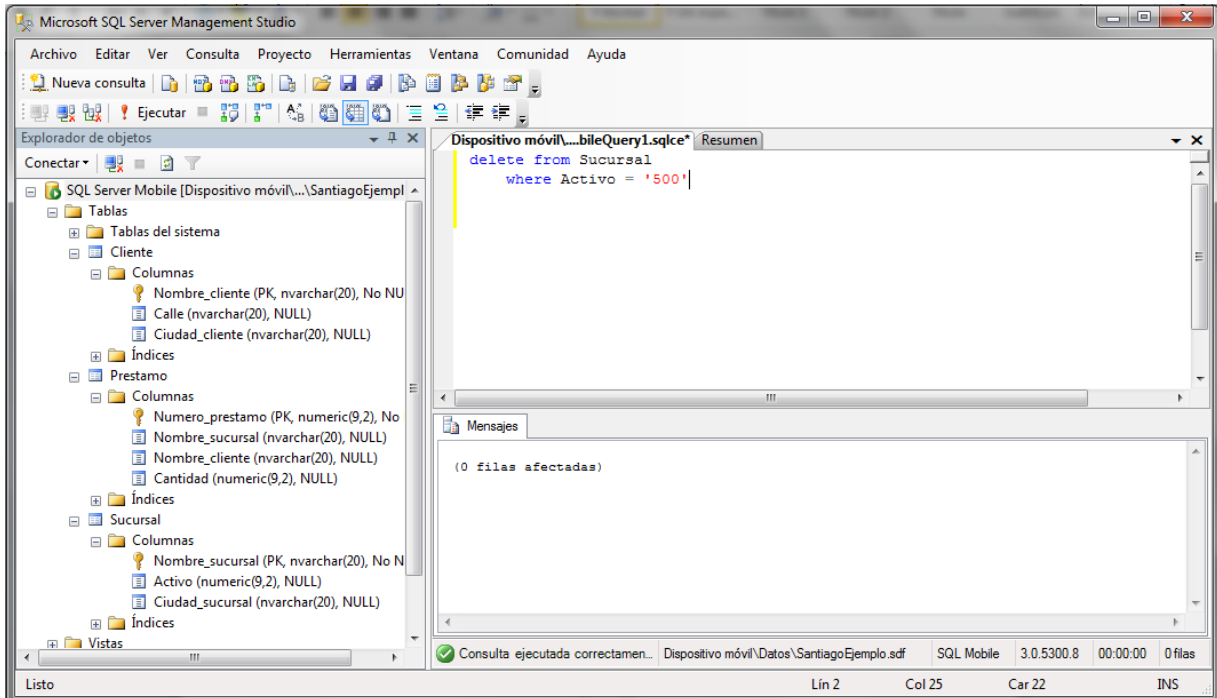 Microsoft SQL Server Management Studio
Archivo Editar Ver Consulta Proyecto Herramientas Ventana Comunidad Ayuda
Nueva consulta
Ejecutar
Explorador de objetos
Conectar
SQL Server Mobile [Dispositivo móvil\...\SantiagoEjempl
Tablas
Tablas del sistema
Cliente
Columnas
Nombre_cliente (PK, nvarchar(20), No NU
Calle (nvarchar(20), NULL)
Ciudad_cliente (nvarchar(20), NULL)
Índices
Prestamo
Columnas
Numero_prestamo (PK, numeric(9,2), No
Nombre_sucursal (nvarchar(20), NULL)
Nombre_cliente (nvarchar(20), NULL)
Cantidad (numeric(9,2), NULL)
Índices
Sucursal
Columnas
Nombre_sucursal (PK, nvarchar(20), No N
Activo (numeric(9,2), NULL)
Ciudad_sucursal (nvarchar(20), NULL)
Índices
Vistas
Dispositivo móvil\....bileQuery1.sqlce* Resumen
delete from Sucursal
where Activo = '500'
Mensajes
(0 filas afectadas)
Consulta ejecutada correctamen... Dispositivo móvil\Datos\SantiagoEjemplo.sdf SQL Mobile 3.0.5300.8 00:00:00 0 filas
Listo Lín 2 Col 25 Car 22 INS